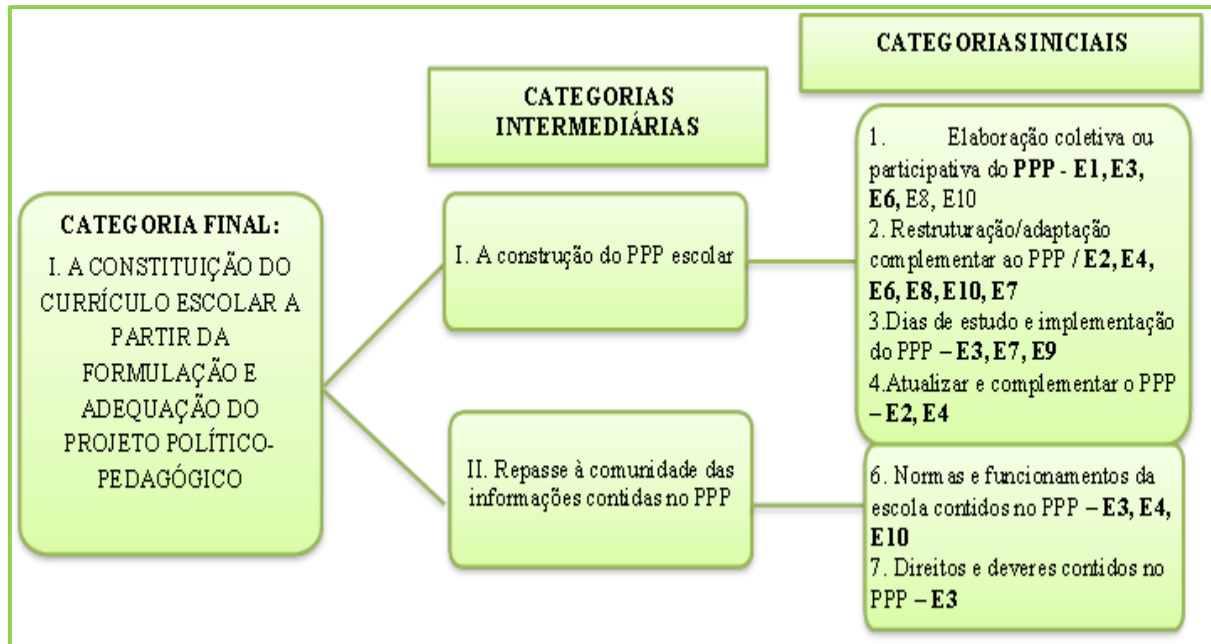 CATEGORIA FINAL:
I. A CONSTITUIÇÃO DO
CURRÍCULO ESCOLAR A
PARTIR DA
FORMULAÇÃO E
ADEQUAÇÃO DO
PROJETO POLÍTICO-
PEDAGÓGICO
CATEGORIAS
INTERMEDIÁRIAS
I. A construção do PPP escolar
II. Repasse à comunidade das
informações contidas no PPP
CATEGORIAS INICIAIS
1. Elaboração coletiva ou
participativa do PPP - E1, E3,
E6, E8, E10
2. Restruturação/adaptação
complementar ao PPP / E2, E4,
E6, E8, E10, E7
3.Dias de estudo e implementação
do PPP – E3, E7, E9
4.Atualizar e complementar o PPP
– E2, E4
6. Normas e funcionamentos da
escola contidos no PPP – E3, E4,
E10
7. Direitos e deveres contidos no
PPP – E3